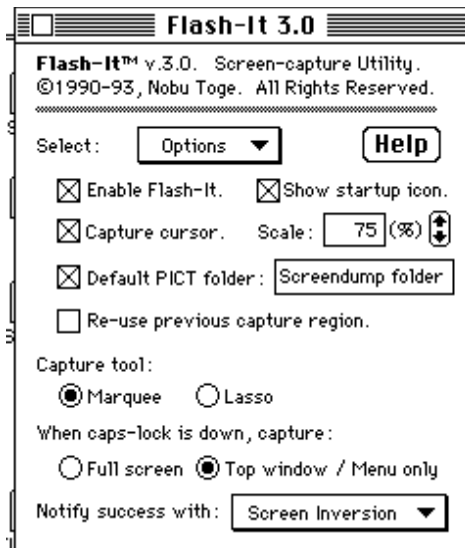 Flash-It 3.0
Flash-It™ v.3.0. Screen-capture Utility.
©1990-93, Nobu Toge. All Rights Reserved.
Select: Options Help
Enable Flash-It. Show startup icon.
Capture cursor. Scale: 75 (%)
Default PICT folder: Screendump folder
Re-use previous capture region.
Capture tool:
Marquee Lasso
When caps-lock is down, capture:
Full screen Top window / Menu only
Notify success with: Screen Inversion